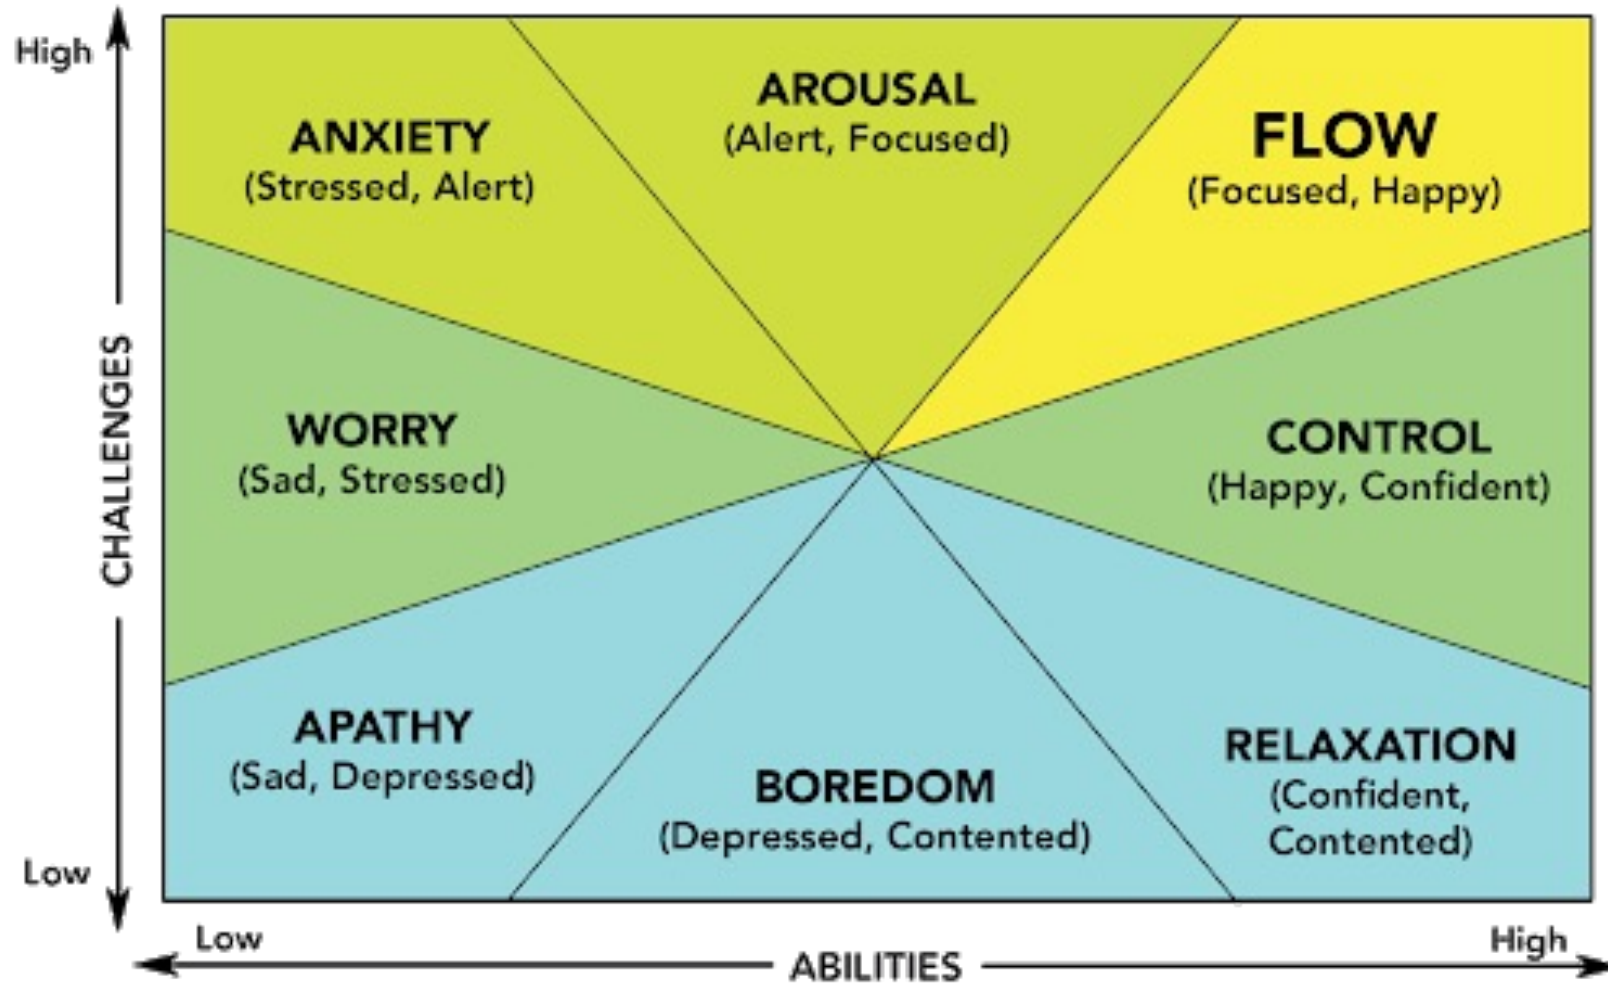 High
AROUSAL
(Alert, Focused)
ANXIETY
(Stressed, Alert)
FLOW
(Focused, Happy)
CHALLENGES
WORRY
(Sad, Stressed)
CONTROL
(Happy, Confident)
APATHY
(Sad, Depressed)
BOREDOM
(Depressed, Contented)
RELAXATION
(Confident,
Contented)
Low
Low
ABILITIES
High